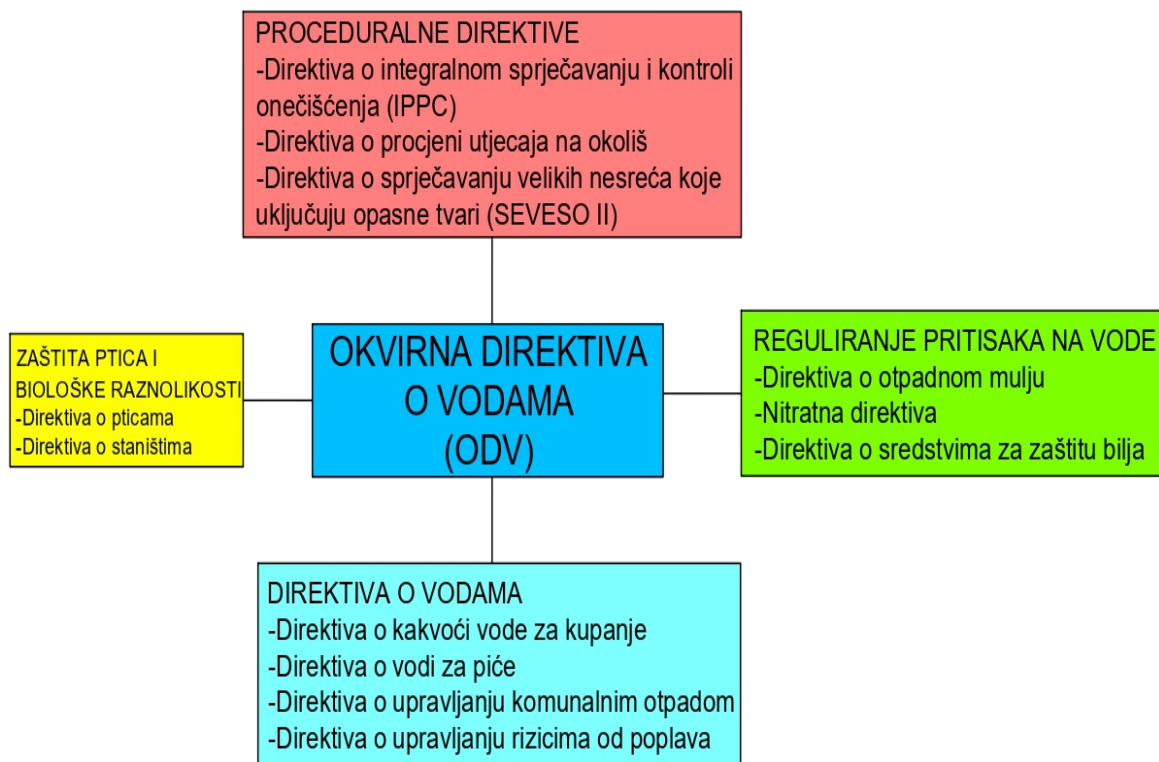 PROCEDURALNE DIREKTIVE
-Direktiva o integralnom sprječavanju i kontroli
onečišćenja (IPPC)
-Direktiva o procjeni utjecaja na okoliš
-Direktiva o sprječavanju velikih nesreća koje
uključuju opasne tvari (SEVESO II)
ZAŠTITA PTICA I
BIOLOŠKE RAZNOLIKOSTI
-Direktiva o pticama
-Direktiva o staništima
OKVIRNA DIREKTIVA
O VODAMA
(ODV)
REGULIRANJE PRITISAKA NA VODE
-Direktiva o otpadnom mulju
-Nitratna direktiva
-Direktiva o sredstvima za zaštitu bilja
DIREKTIVA O VODAMA
-Direktiva o kakvoći vode za kupanje
-Direktiva o vodi za piće
-Direktiva o upravljanju komunalnim otpadom
-Direktiva o upravljanju rizicima od poplava